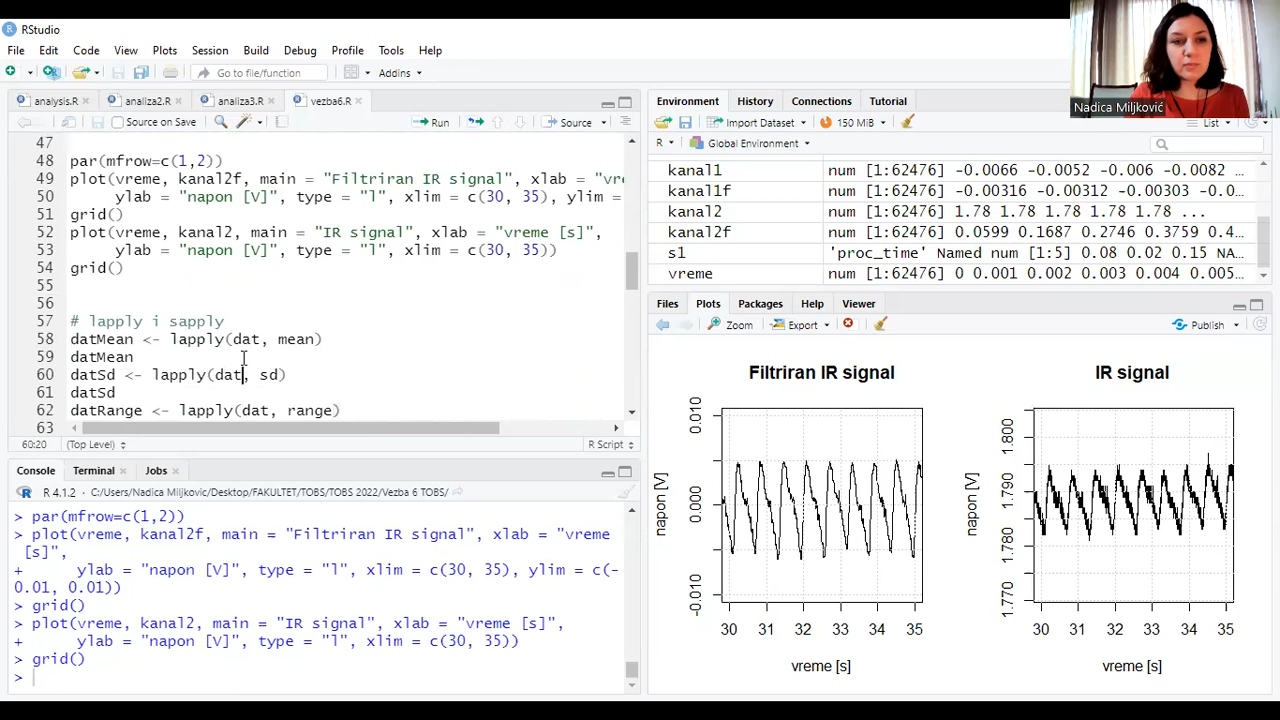 RStudio
File Edit Code View Plots Session Build Debug Profile Tools Help
Go to file/function Addins
analysis.R analiza2.R analiza3.R vezba6.R
Source on Save Run Source
47
48 par(mfrow=c(1,2))
49 plot(vreme, kanal2f, main = "Filtriran IR signal", xlab = "vre
50 ylab = "napon [V]", type = "l", xlim = c(30, 35), ylim =
51 grid()
52 plot(vreme, kanal2, main = "IR signal", xlab = "vreme [s]",
53 ylab = "napon [V]", type = "l", xlim = c(30, 35))
54 grid()
55
56
57 # lapply i sapply
58 datMean <- lapply(dat, mean)
59 datMean
60 datSd <- lapply(dat, sd)
61 datSd
62 datRange <- lapply(dat, range)
63
60:20 (Top Level) R Script
Console Terminal Jobs
R 4.1.2 · C:/Users/Nadica Miljkovic/Desktop/FAKULTET/TOBS/TOBS 2022/Vezba 6 TOBS/
> par(mfrow=c(1,2))
> plot(vreme, kanal2f, main = "Filtriran IR signal", xlab = "vreme
[s]",
+ ylab = "napon [V]", type = "l", xlim = c(30, 35), ylim = c(-
0.01, 0.01))
> grid()
> plot(vreme, kanal2, main = "IR signal", xlab = "vreme [s]",
+ ylab = "napon [V]", type = "l", xlim = c(30, 35))
> grid()
>
Nadica Miljković
Environment History Connections Tutorial
Import Dataset 150 MiB List
R Global Environment
kanal1 num [1:62476] -0.0066 -0.0052 -0.006 -0.0082 ...
kanal1f num [1:62476] -0.00316 -0.00312 -0.00303 -0.0...
kanal2 num [1:62476] 1.78 1.78 1.78 1.78 1.78 ...
kanal2f num [1:62476] 0.0599 0.1687 0.2746 0.3759 0.4...
s1 'proc_time' Named num [1:5] 0.08 0.02 0.15 NA...
vreme num [1:62476] 0 0.001 0.002 0.003 0.004 0.005...
Files Plots Packages Help Viewer
Zoom Export Publish
Filtriran IR signal
napon [V]
0.010
0.000
-0.010
30 31 32 33 34 35
vreme [s]
IR signal
napon [V]
1.800
1.790
1.780
1.770
30 31 32 33 34 35
vreme [s]